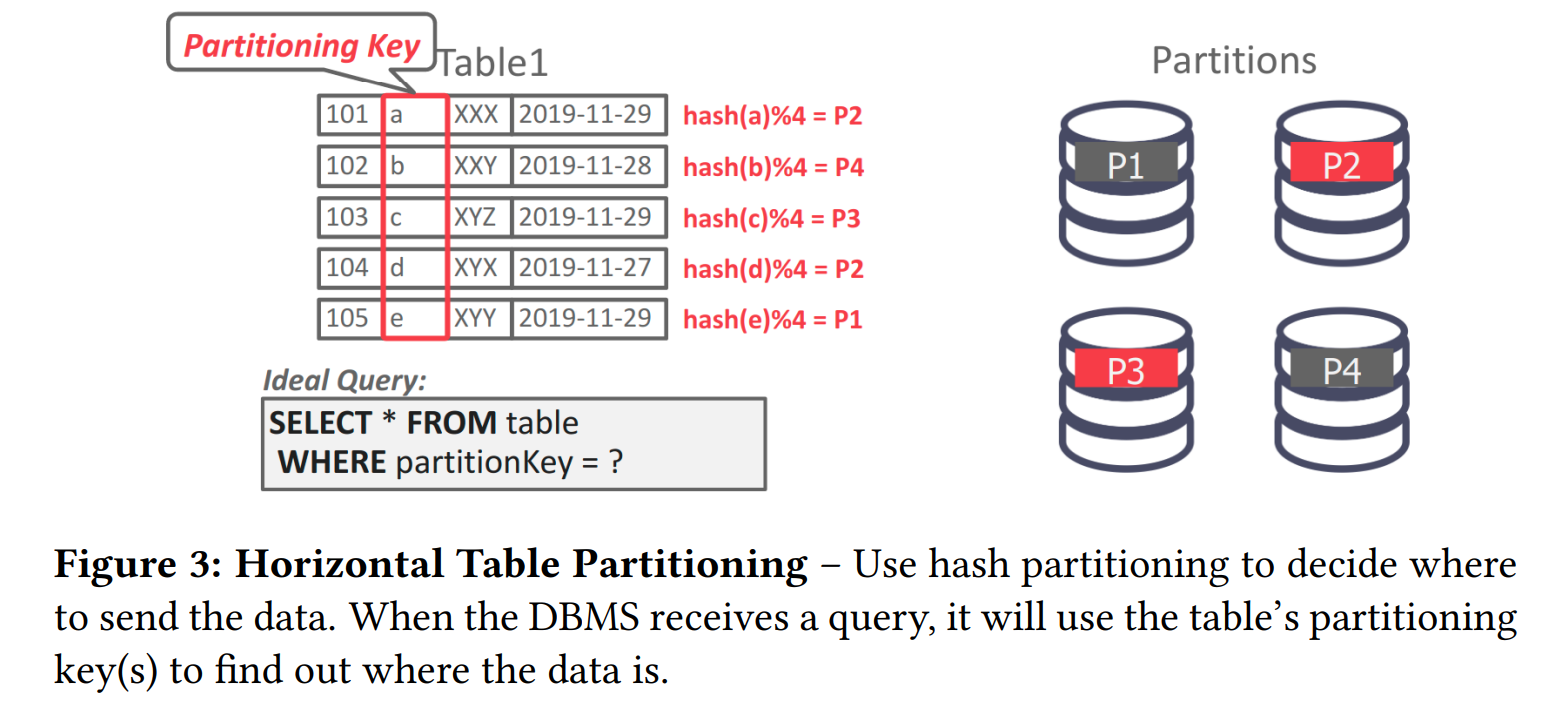 Partitioning Key
Table1
101 a XXX 2019-11-29 hash(a)%4 = P2
102 b XXY 2019-11-28 hash(b)%4 = P4
103 c XYZ 2019-11-29 hash(c)%4 = P3
104 d XYX 2019-11-27 hash(d)%4 = P2
105 e XYY 2019-11-29 hash(e)%4 = P1
Ideal Query:
SELECT * FROM table
WHERE partitionKey = ?
Partitions
P1
P2
P3
P4
Figure 3: Horizontal Table Partitioning – Use hash partitioning to decide where
to send the data. When the DBMS receives a query, it will use the table’s partitioning
key(s) to find out where the data is.